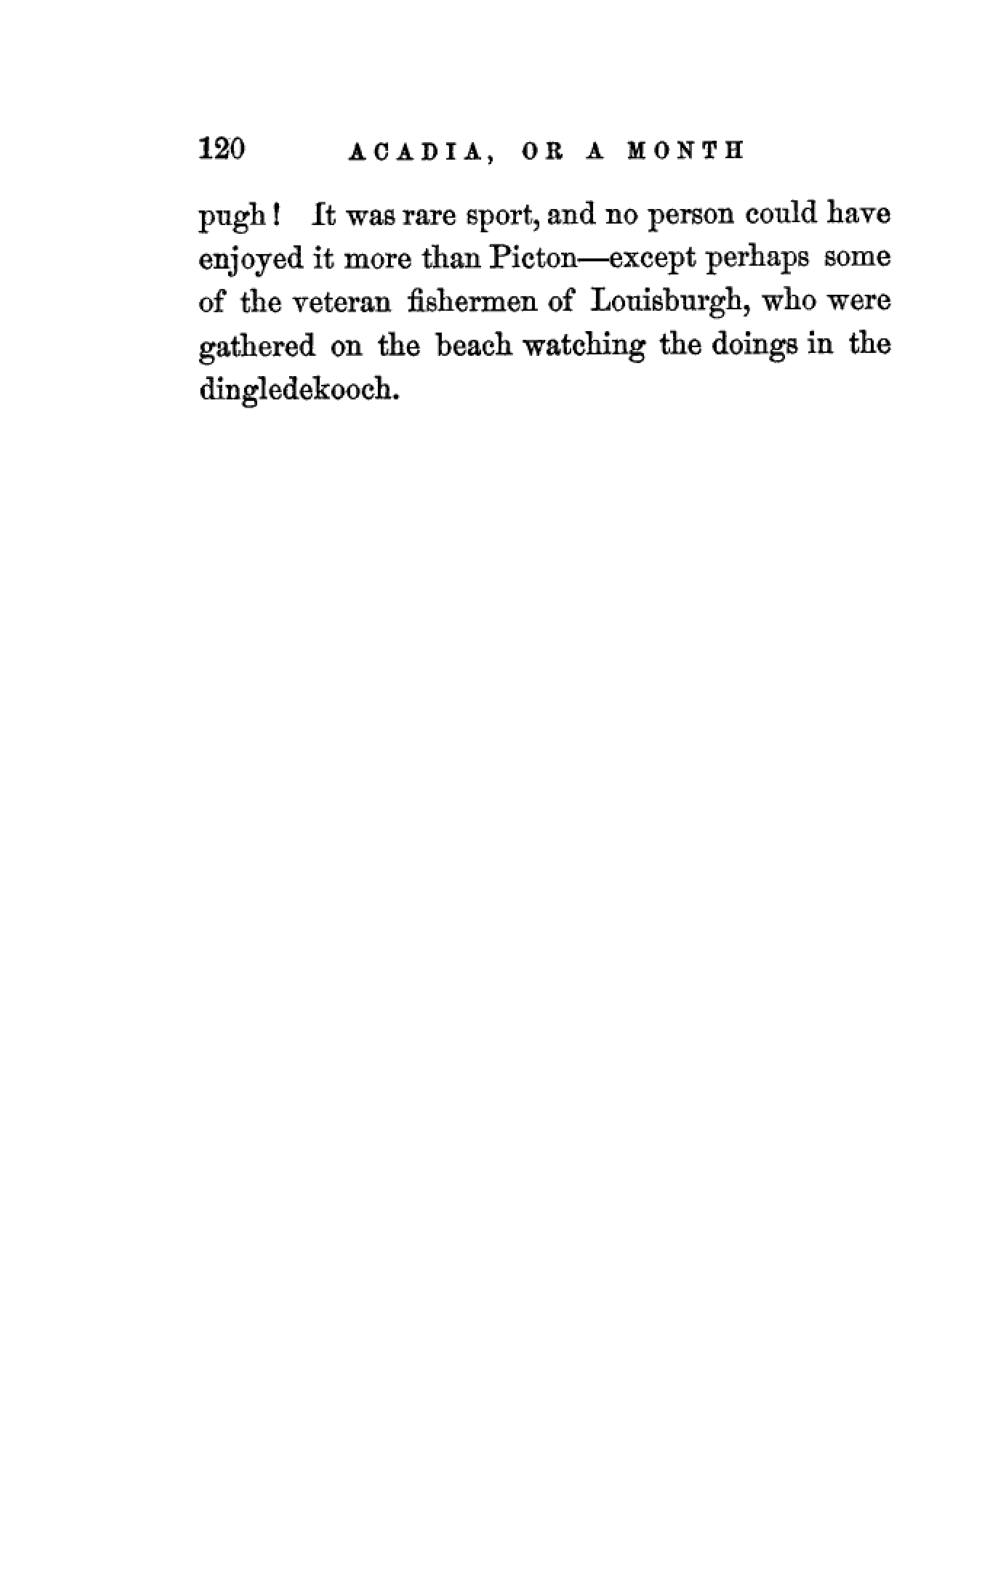 120 ACADIA, OR A MONTH
pugh! It was rare sport, and no person could have
enjoyed it more than Picton—except perhaps some
of the veteran fishermen of Louisburgh, who were
gathered on the beach watching the doings in the
dingledekooch.